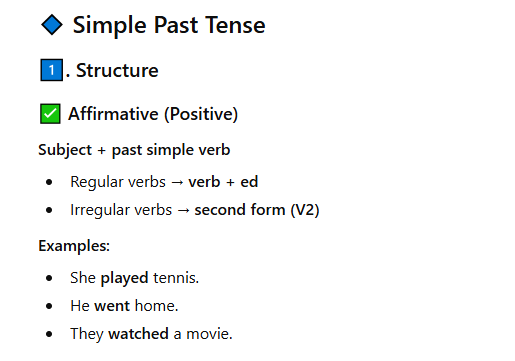 🔷 Simple Past Tense
1️⃣. Structure
✅ Affirmative (Positive)
Subject + past simple verb
• Regular verbs → verb + ed
• Irregular verbs → second form (V2)
Examples:
• She played tennis.
• He went home.
• They watched a movie.